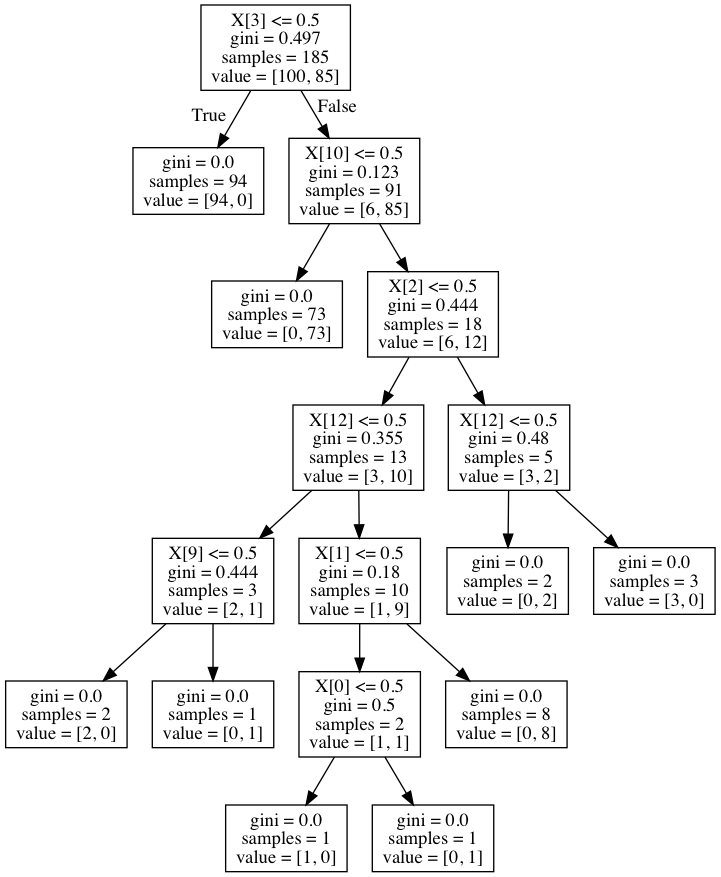 X[3] <= 0.5
gini = 0.497
samples = 185
value = [100, 85]
True
False
gini = 0.0
samples = 94
value = [94, 0]
X[10] <= 0.5
gini = 0.123
samples = 91
value = [6, 85]
gini = 0.0
samples = 73
value = [0, 73]
X[2] <= 0.5
gini = 0.444
samples = 18
value = [6, 12]
X[12] <= 0.5
gini = 0.355
samples = 13
value = [3, 10]
X[12] <= 0.5
gini = 0.48
samples = 5
value = [3, 2]
X[9] <= 0.5
gini = 0.444
samples = 3
value = [2, 1]
X[1] <= 0.5
gini = 0.18
samples = 10
value = [1, 9]
gini = 0.0
samples = 2
value = [0, 2]
gini = 0.0
samples = 3
value = [3, 0]
gini = 0.0
samples = 2
value = [2, 0]
gini = 0.0
samples = 1
value = [0, 1]
X[0] <= 0.5
gini = 0.5
samples = 2
value = [1, 1]
gini = 0.0
samples = 8
value = [0, 8]
gini = 0.0
samples = 1
value = [1, 0]
gini = 0.0
samples = 1
value = [0, 1]